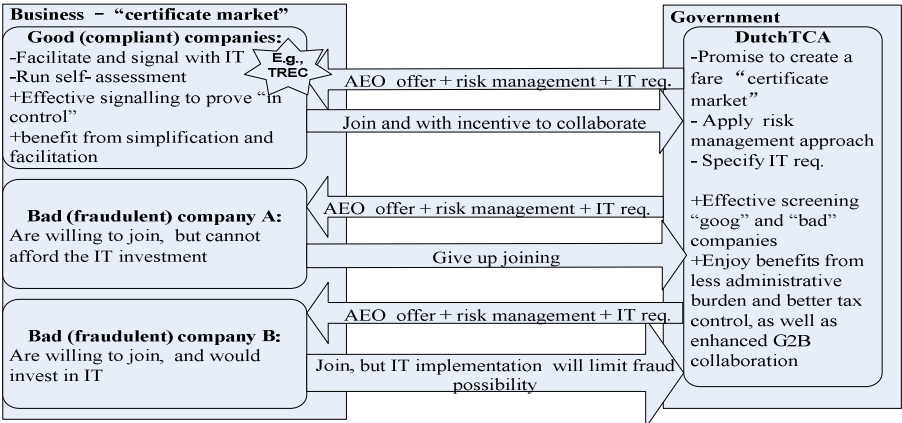 Business – “certificate market”
Good (compliant) companies:
-Facilitate and signal with IT
-Run self- assessment
+Effective signalling to prove “in
control”
+benefit from simplification and
facilitation
E.g.,
TREC
AEO offer + risk management + IT req.
Join and with incentive to collaborate
Bad (fraudulent) company A:
Are willing to join, but cannot
afford the IT investment
AEO offer + risk management + IT req.
Give up joining
Bad (fraudulent) company B:
Are willing to join, and would
invest in IT
AEO offer + risk management + IT req.
Join, but IT implementation will limit fraud
possibility
Government
DutchTCA
-Promise to create a
fare “certificate
market”
- Apply risk
management approach
- Specify IT req.
+Effective screening
“goog” and “bad”
companies
+Enjoy benefits from
less administrative
burden and better tax
control, as well as
enhanced G2B
collaboration